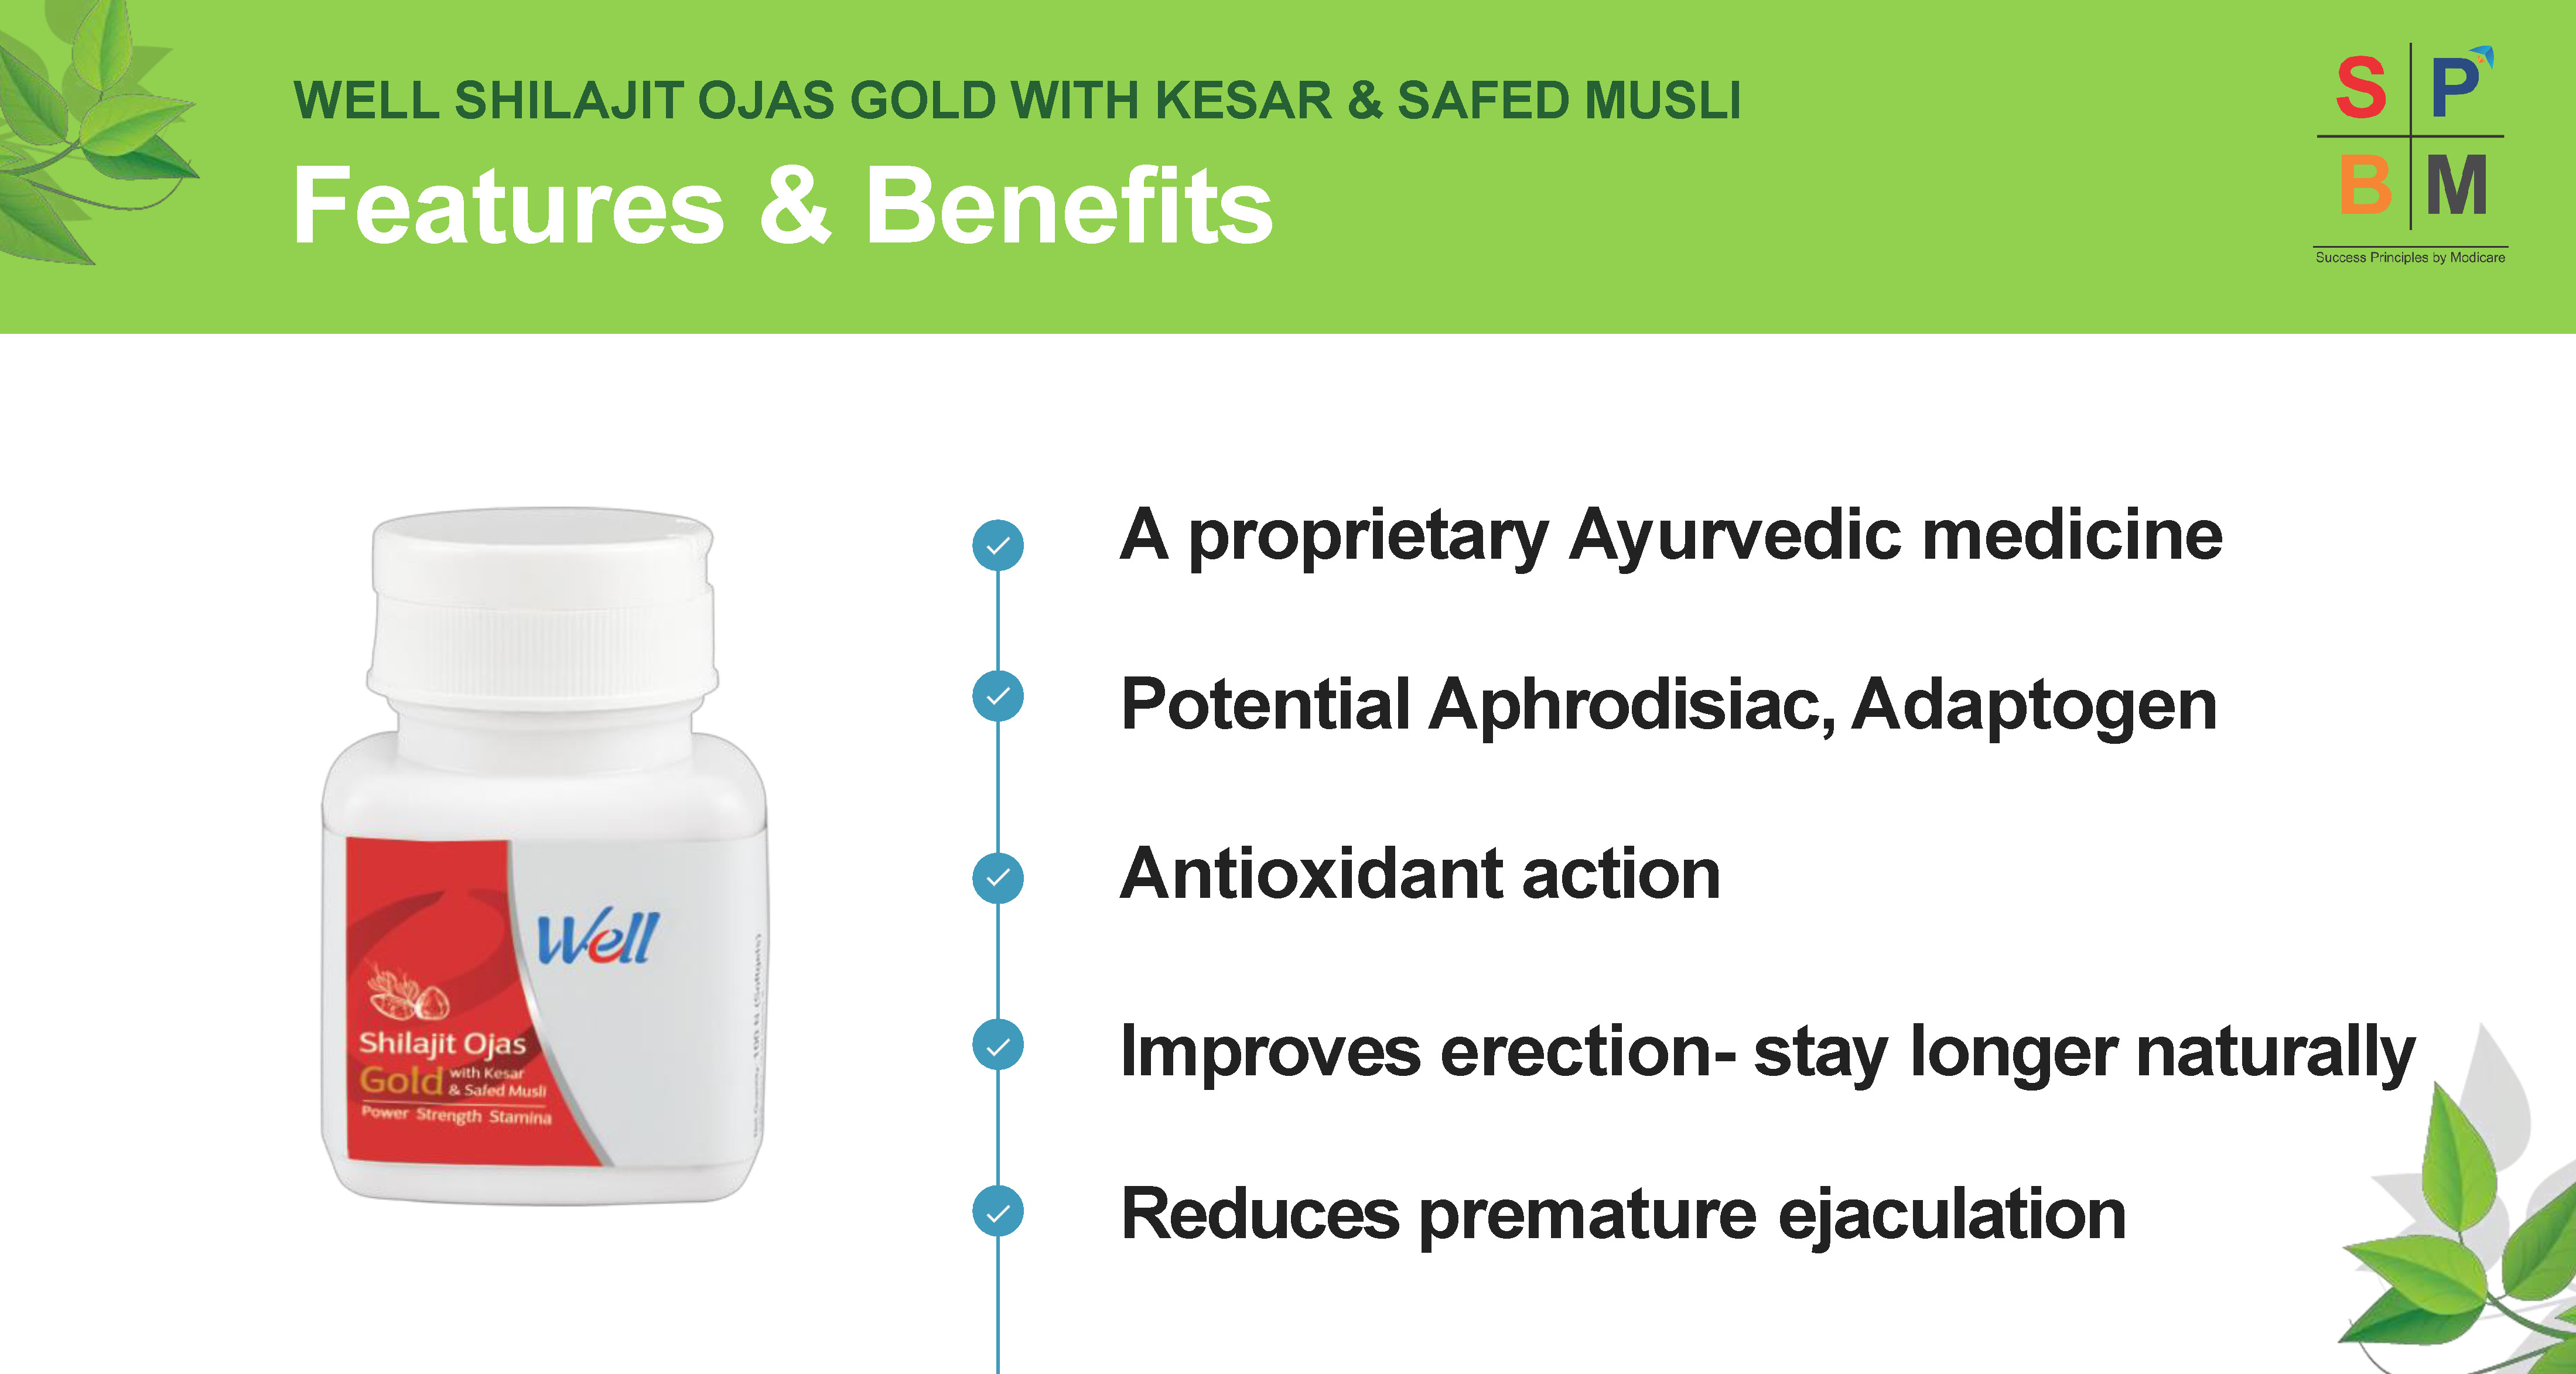 WELL SHILAJIT OJAS GOLD WITH KESAR & SAFED MUSLI
Features & Benefits
S P
B M
Success Principles by Modicare
A proprietary Ayurvedic medicine
Potential Aphrodisiac, Adaptogen
Antioxidant action
Improves erection- stay longer naturally
Reduces premature ejaculation
Well
Shilajit Ojas
Gold with Kesar
& Safed Musli
Power Strength Stamina
100 N (Softgels)